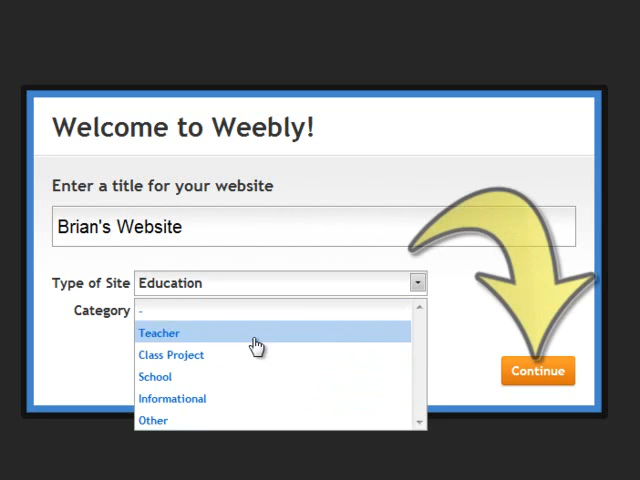 Welcome to Weebly!
Enter a title for your website
Brian's Website
Type of Site Education
Category -
Teacher
Class Project
School
Continue
Informational
Other